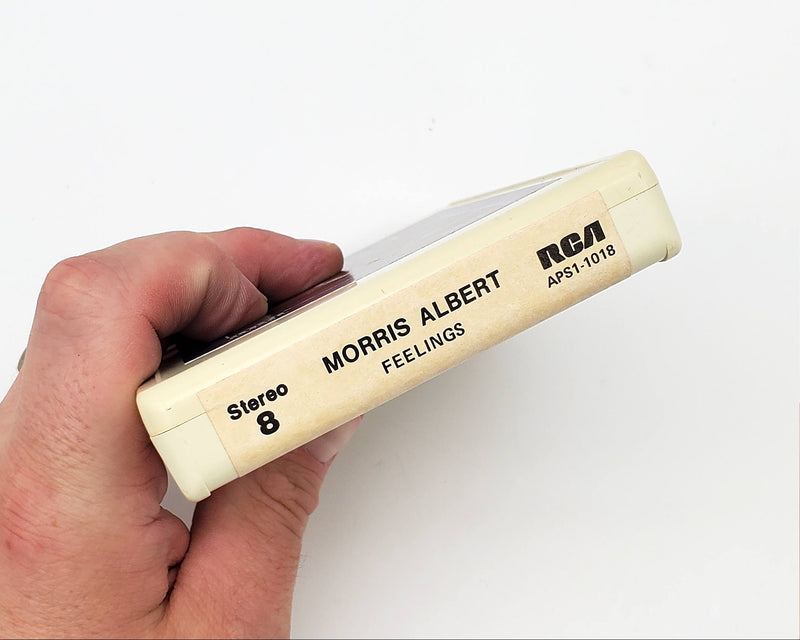 Stereo
8
MORRIS ALBERT
FEELINGS
RCA
APS1-1018